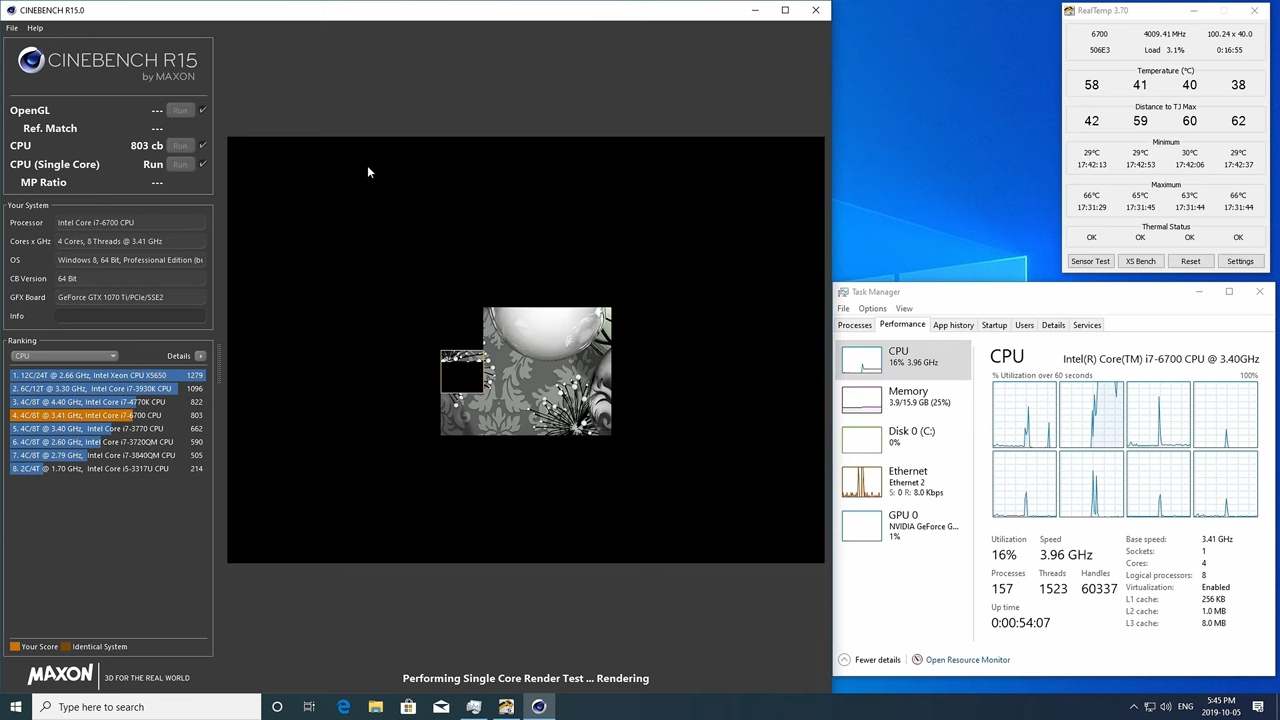 CINEBENCH R15.0
File Help
CINEBENCH R15
by MAXON
OpenGL --- Run
Ref. Match ---
CPU 803 cb Run
CPU (Single Core) Run Run
MP Ratio ---
Your System
Processor Intel Core i7-6700 CPU
Cores x GHz 4 Cores, 8 Threads @ 3.41 GHz
OS Windows 8, 64 Bit, Professional Edition (bu
CB Version 64 Bit
GFX Board GeForce GTX 1070 Ti/PCIe/SSE2
Info
Ranking
CPU Details
1. 12C/24T @ 2.66 GHz, Intel Xeon CPU X5650 1279
2. 6C/12T @ 3.30 GHz, Intel Core i7-3930K CPU 1096
3. 4C/8T @ 4.40 GHz, Intel Core i7-4770K CPU 822
4. 4C/8T @ 3.41 GHz, Intel Core i7-6700 CPU 803
5. 4C/8T @ 3.40 GHz, Intel Core i7-3770 CPU 662
6. 4C/8T @ 2.60 GHz, Intel Core i7-3720QM CPU 590
7. 4C/8T @ 2.79 GHz, Intel Core i7-3840QM CPU 505
8. 2C/4T @ 1.70 GHz, Intel Core i5-3317U CPU 214
Your Score Identical System
MAXON 3D FOR THE REAL WORLD
Performing Single Core Render Test ... Rendering
RealTemp 3.70
6700 4009.41 MHz 100.24 x 40.0
506E3 Load 3.1% 0:16:55
Temperature (°C)
58 41 40 38
Distance to TJ Max
42 59 60 62
Minimum
29°C 29°C 30°C 29°C
17:42:13 17:42:53 17:42:06 17:42:37
Maximum
66°C 65°C 63°C 66°C
17:31:29 17:31:45 17:31:44 17:31:44
Thermal Status
OK OK OK OK
Sensor Test XS Bench Reset Settings
Task Manager
File Options View
Processes Performance App history Startup Users Details Services
CPU
16% 3.96 GHz
Memory
3.9/15.9 GB (25%)
Disk 0 (C:)
0%
Ethernet
Ethernet 2
S: 0 R: 8.0 Kbps
GPU 0
NVIDIA GeForce G...
1%
CPU Intel(R) Core(TM) i7-6700 CPU @ 3.40GHz
% Utilization over 60 seconds 100%
Utilization Speed
16% 3.96 GHz
Processes Threads Handles
157 1523 60337
Up time
0:00:54:07
Base speed: 3.41 GHz
Sockets: 1
Cores: 4
Logical processors: 8
Virtualization: Enabled
L1 cache: 256 KB
L2 cache: 1.0 MB
L3 cache: 8.0 MB
Fewer details Open Resource Monitor
Type here to search
5:45 PM
2019-10-05